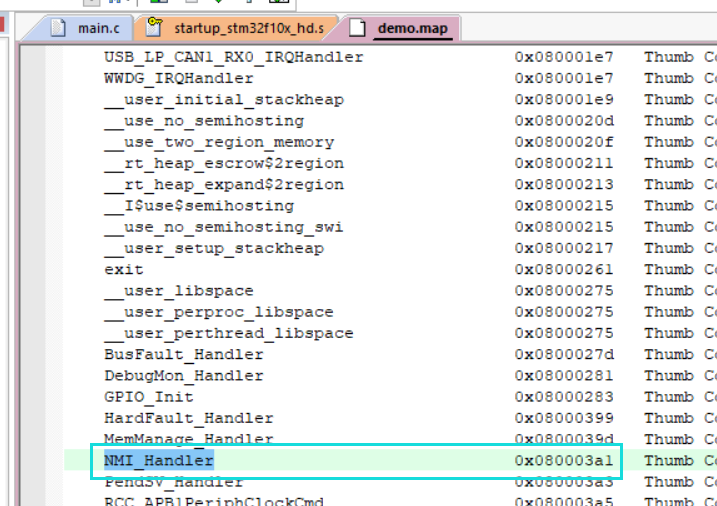 main.c startup_stm32f10x_hd.s demo.map
USB_LP_CAN1_RX0_IRQHandler 0x080001e7 Thumb Co
WWDG_IRQHandler 0x080001e7 Thumb Co
__user_initial_stackheap 0x080001e9 Thumb Co
__use_no_semihosting 0x0800020d Thumb Co
__use_two_region_memory 0x0800020f Thumb Co
__rt_heap_escrow$2region 0x08000211 Thumb Co
__rt_heap_expand$2region 0x08000213 Thumb Co
__I$use$semihosting 0x08000215 Thumb Co
__use_no_semihosting_swi 0x08000215 Thumb Co
__user_setup_stackheap 0x08000217 Thumb Co
exit 0x08000261 Thumb Co
__user_libspace 0x08000275 Thumb Co
__user_perproc_libspace 0x08000275 Thumb Co
__user_perthread_libspace 0x08000275 Thumb Co
BusFault_Handler 0x0800027d Thumb Co
DebugMon_Handler 0x08000281 Thumb Co
GPIO_Init 0x08000283 Thumb Co
HardFault_Handler 0x08000399 Thumb Co
MemManage_Handler 0x0800039d Thumb Co
NMI_Handler 0x080003a1 Thumb Co
PendSV_Handler 0x080003a3 Thumb Co
RCC_APB1PeriphClockCmd 0x080003a5 Thumb Co